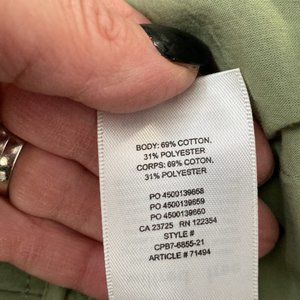 BODY: 69% COTTON,
31% POLYESTER
CORPS: 69% COTON,
31% POLYESTER
PO 4500139658
PO 4500139659
PO 4500139660
CA 23725 RN 122354
STYLE #
CPB7-6855-21
ARTICLE # 71494